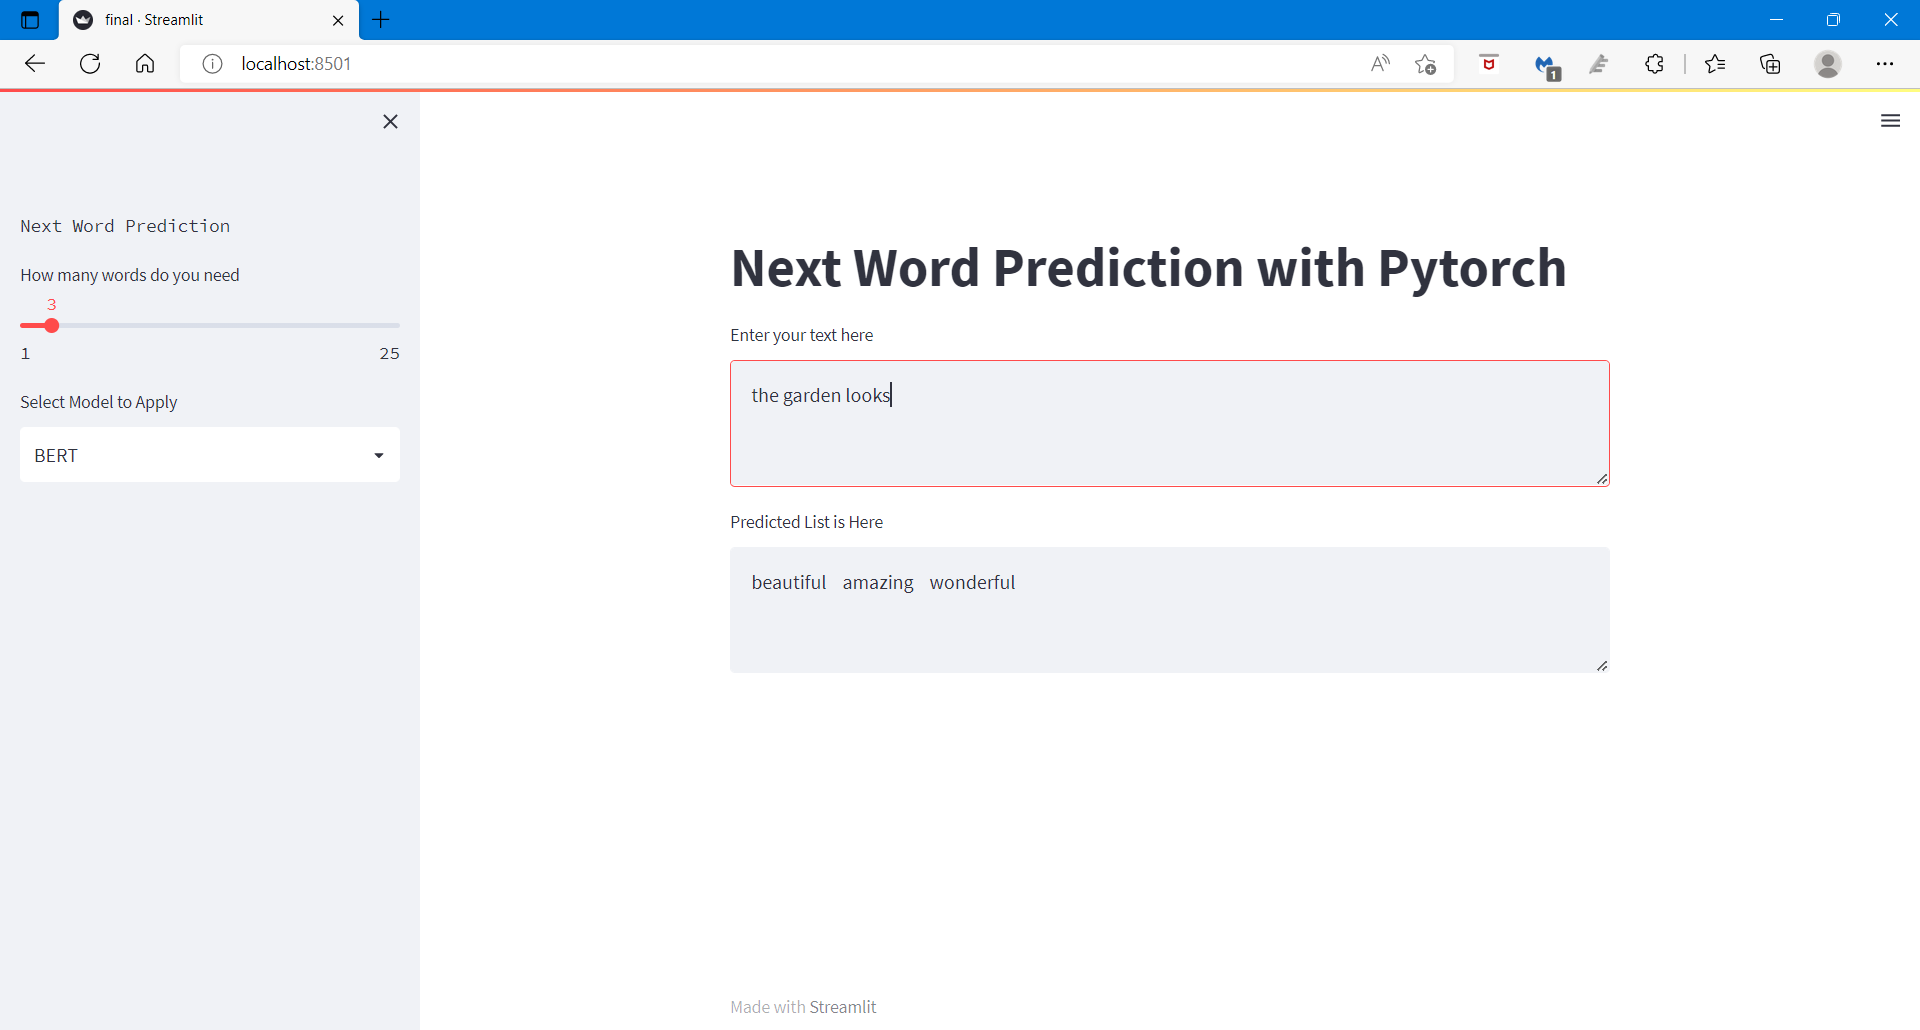 final · Streamlit
localhost:8501
1
Next Word Prediction
How many words do you need
3
1 25
Select Model to Apply
BERT
Next Word Prediction with Pytorch
Enter your text here
the garden looks
Predicted List is Here
beautiful amazing wonderful
Made with Streamlit